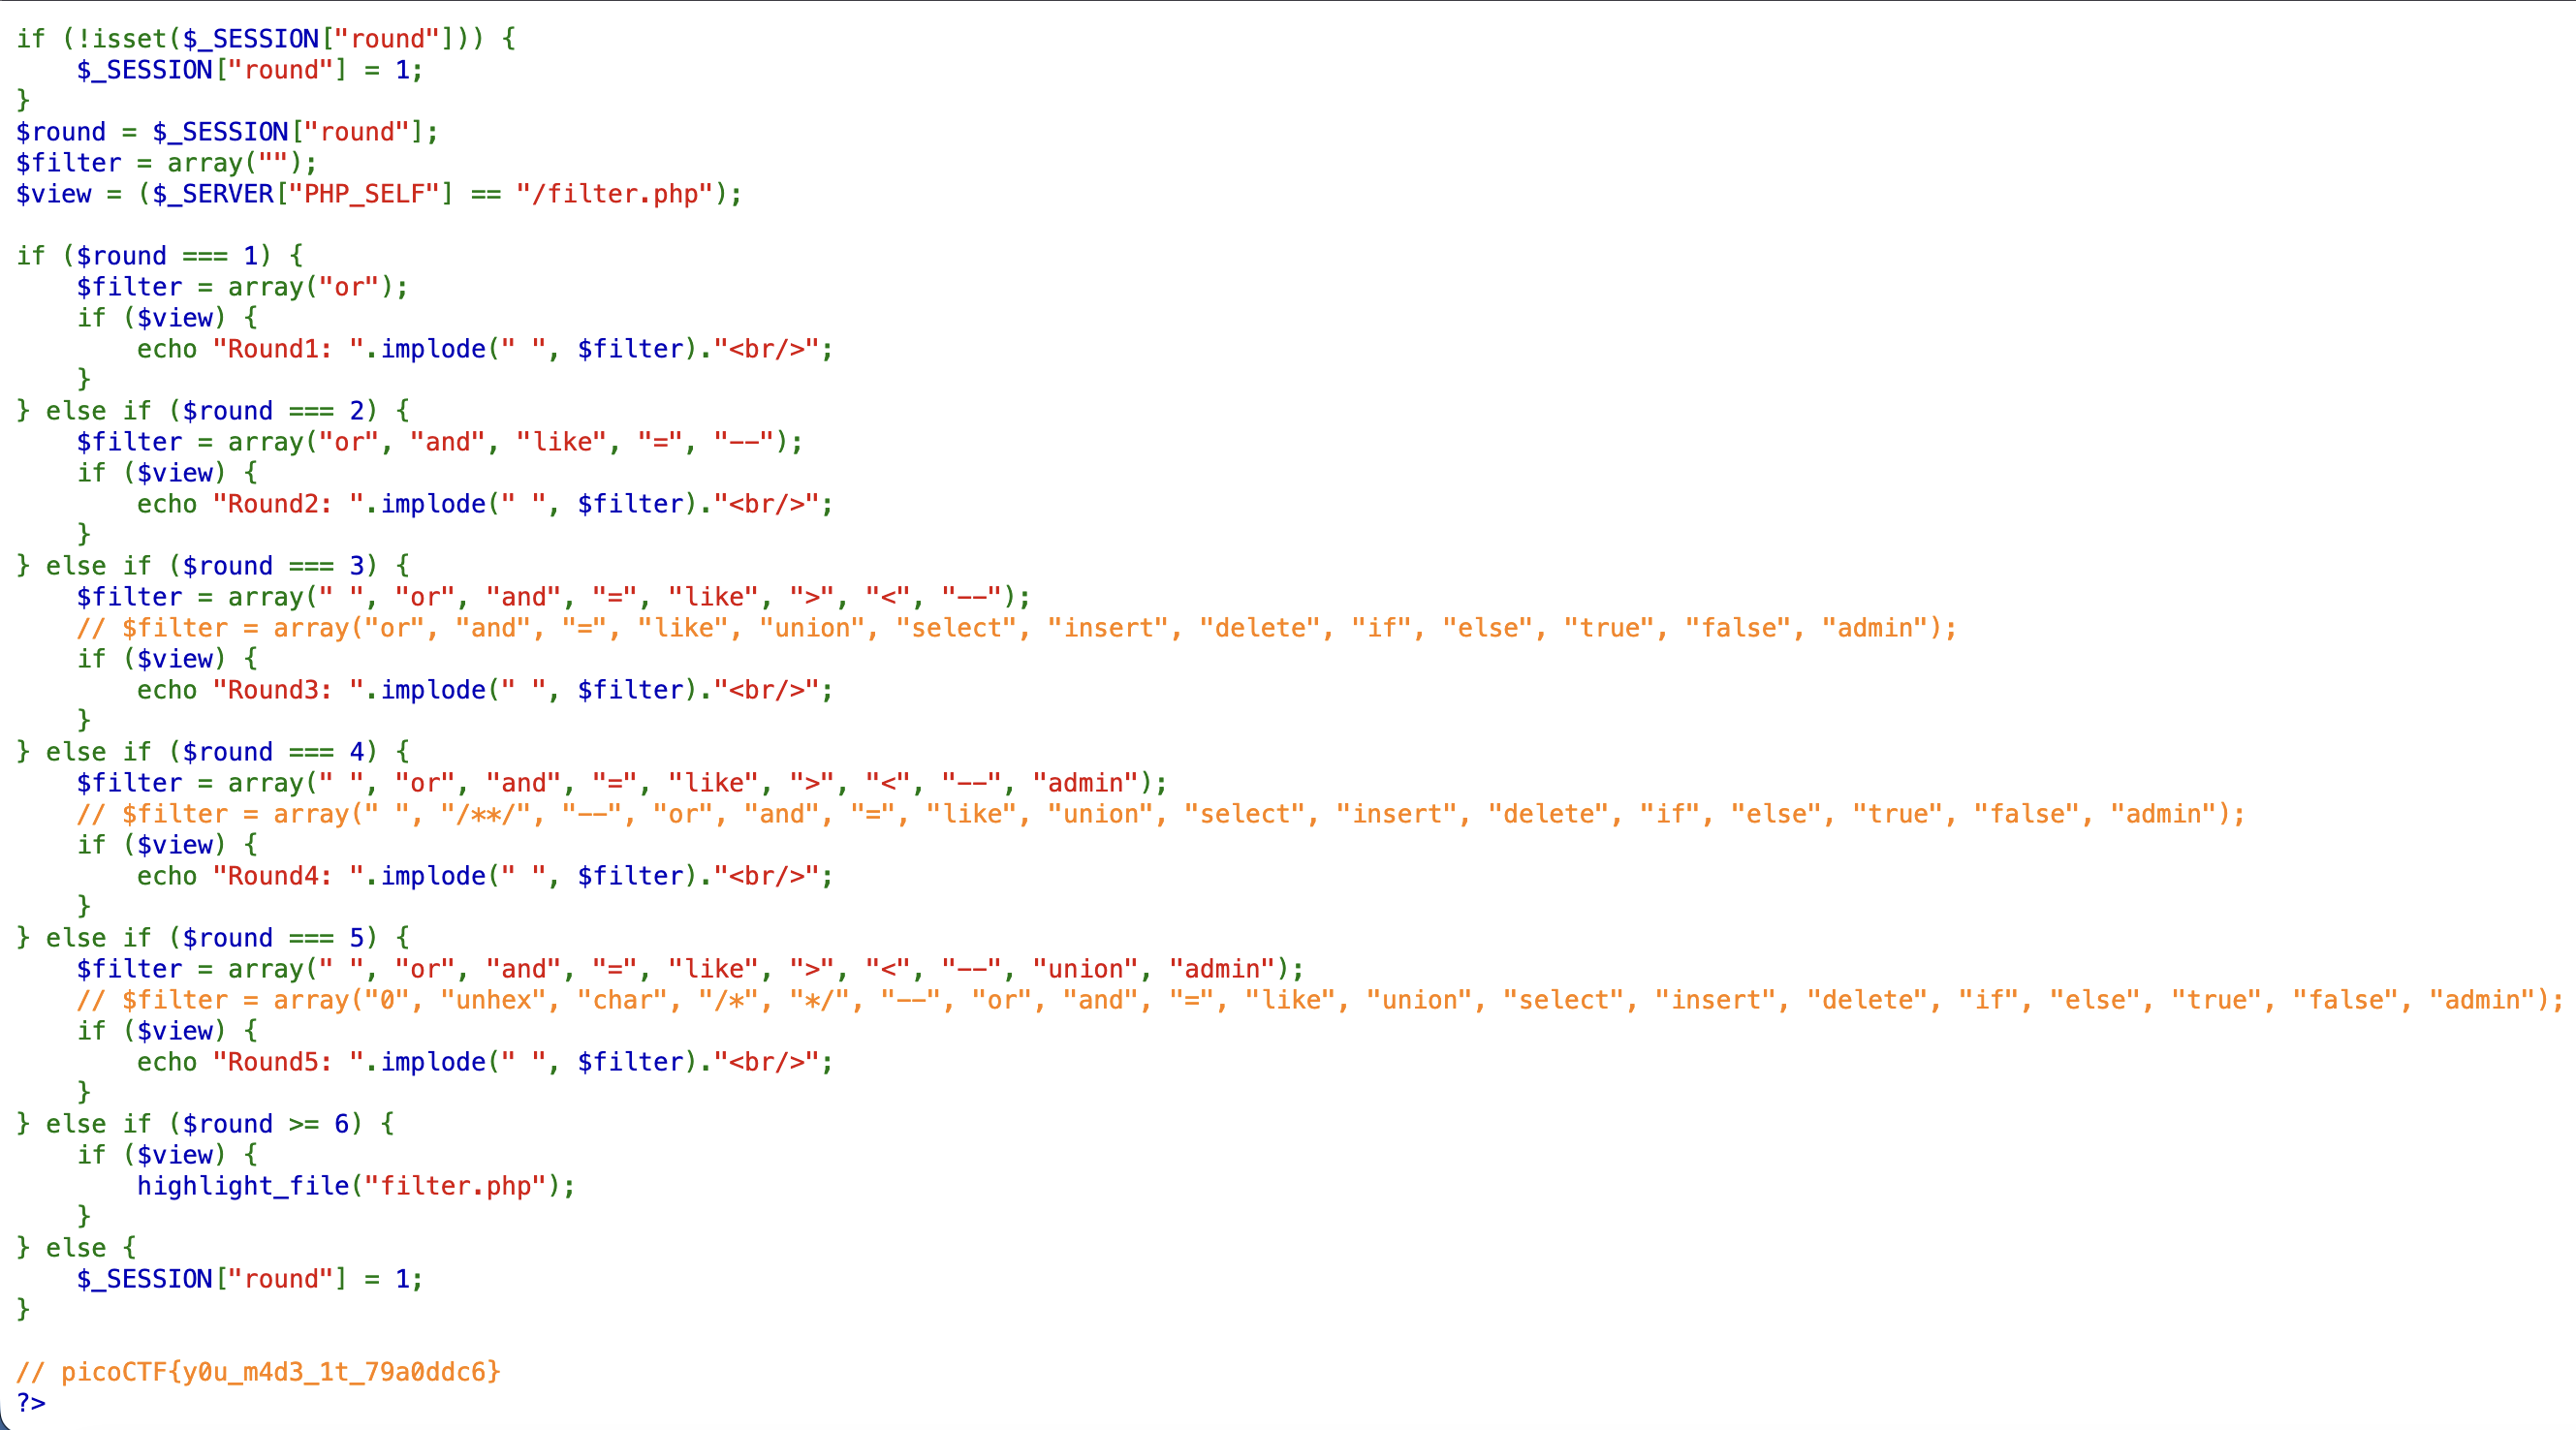 if (!isset($_SESSION["round"])) {
    $_SESSION["round"] = 1;
}
$round = $_SESSION["round"];
$filter = array("");
$view = ($_SERVER["PHP_SELF"] == "/filter.php");

if ($round === 1) {
    $filter = array("or");
    if ($view) {
        echo "Round1: ".implode(" ", $filter)."<br/>";
    }
} else if ($round === 2) {
    $filter = array("or", "and", "like", "=", "--");
    if ($view) {
        echo "Round2: ".implode(" ", $filter)."<br/>";
    }
} else if ($round === 3) {
    $filter = array(" ", "or", "and", "=", "like", ">", "<", "--");
    // $filter = array("or", "and", "=", "like", "union", "select", "insert", "delete", "if", "else", "true", "false", "admin");
    if ($view) {
        echo "Round3: ".implode(" ", $filter)."<br/>";
    }
} else if ($round === 4) {
    $filter = array(" ", "or", "and", "=", "like", ">", "<", "--", "admin");
    // $filter = array(" ", "/**/", "--", "or", "and", "=", "like", "union", "select", "insert", "delete", "if", "else", "true", "false", "admin");
    if ($view) {
        echo "Round4: ".implode(" ", $filter)."<br/>";
    }
} else if ($round === 5) {
    $filter = array(" ", "or", "and", "=", "like", ">", "<", "--", "union", "admin");
    // $filter = array("0", "unhex", "char", "/*", "*/", "--", "or", "and", "=", "like", "union", "select", "insert", "delete", "if", "else", "true", "false", "admin");
    if ($view) {
        echo "Round5: ".implode(" ", $filter)."<br/>";
    }
} else if ($round >= 6) {
    if ($view) {
        highlight_file("filter.php");
    }
} else {
    $_SESSION["round"] = 1;
}

// picoCTF{y0u_m4d3_1t_79a0ddc6}
?>